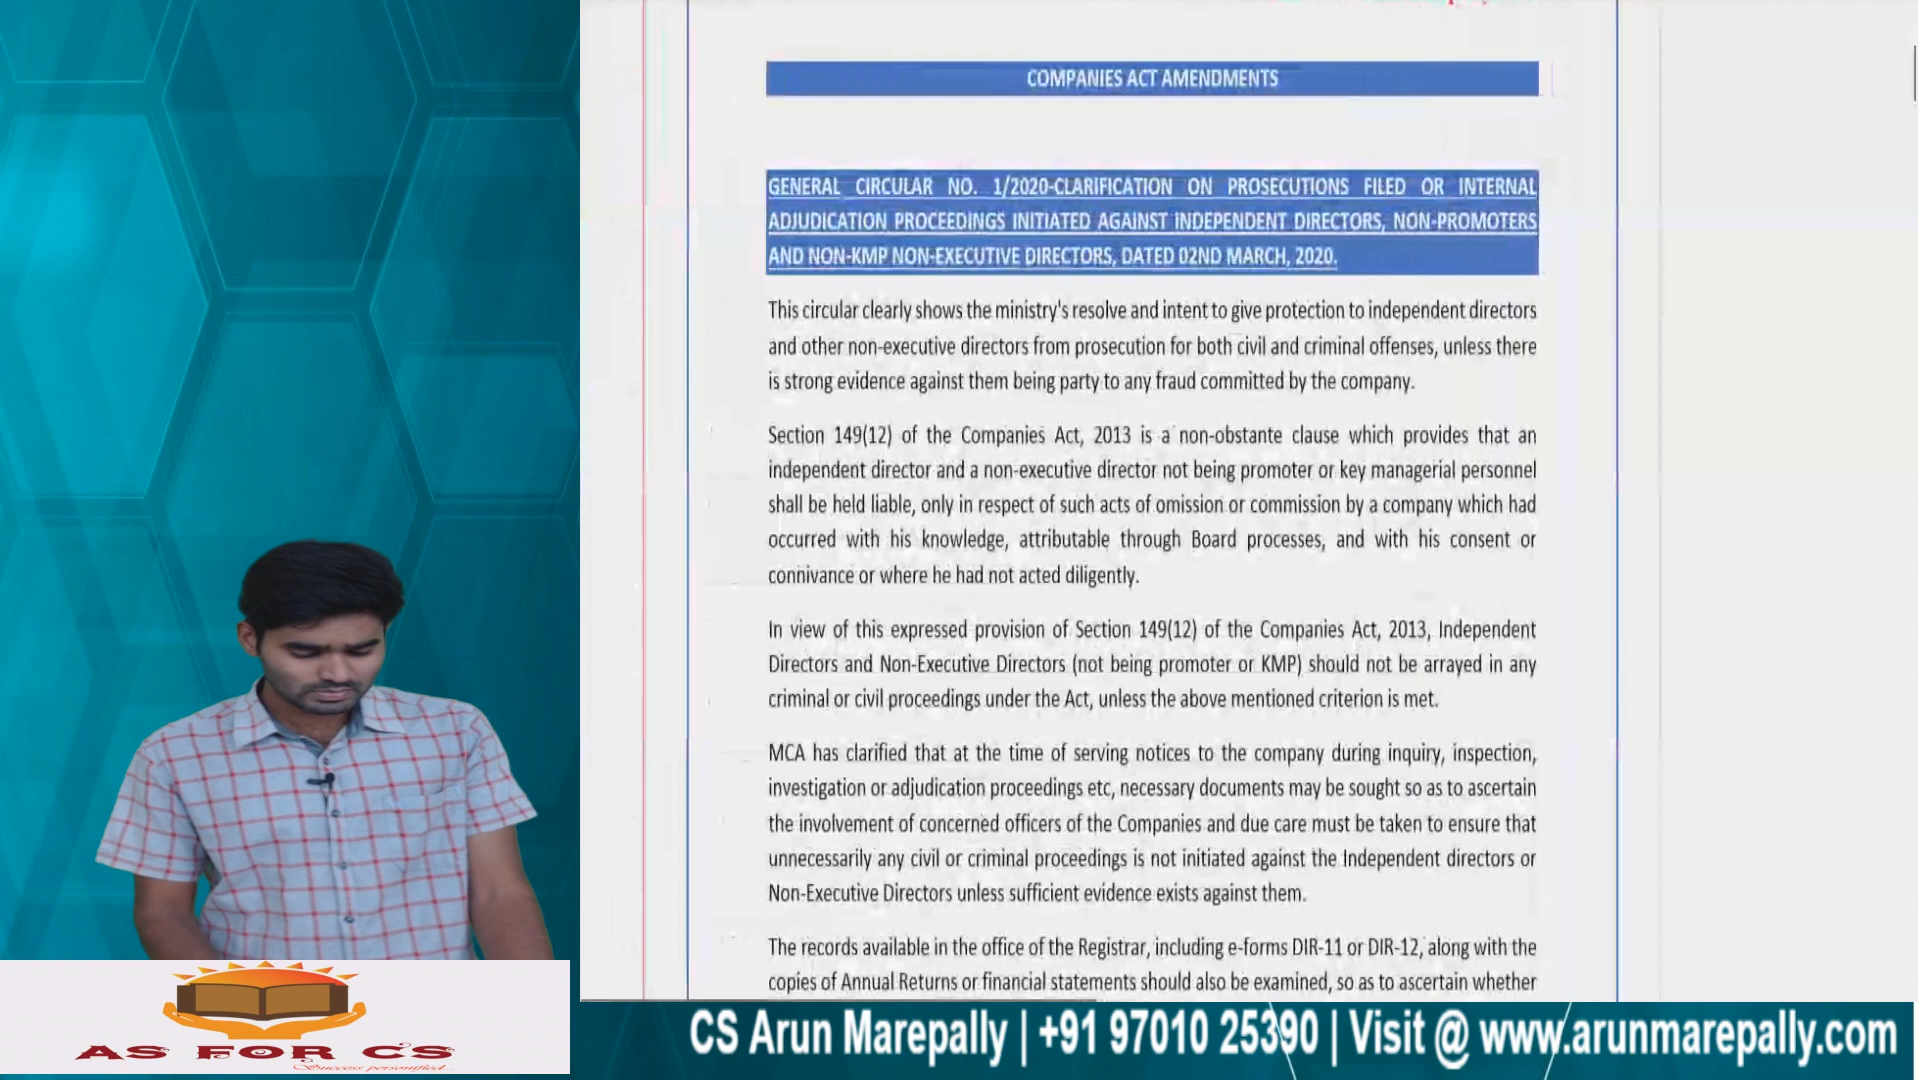 COMPANIES ACT AMENDMENTS
GENERAL CIRCULAR NO. 1/2020-CLARIFICATION ON PROSECUTIONS FILED OR INTERNAL
ADJUDICATION PROCEEDINGS INITIATED AGAINST INDEPENDENT DIRECTORS, NON-PROMOTERS
AND NON-KMP NON-EXECUTIVE DIRECTORS, DATED 02ND MARCH, 2020.
This circular clearly shows the ministry's resolve and intent to give protection to independent directors
and other non-executive directors from prosecution for both civil and criminal offenses, unless there
is strong evidence against them being party to any fraud committed by the company.
Section 149(12) of the Companies Act, 2013 is a non-obstante clause which provides that an
independent director and a non-executive director not being promoter or key managerial personnel
shall be held liable, only in respect of such acts of omission or commission by a company which had
occurred with his knowledge, attributable through Board processes, and with his consent or
connivance or where he had not acted diligently.
In view of this expressed provision of Section 149(12) of the Companies Act, 2013, Independent
Directors and Non-Executive Directors (not being promoter or KMP) should not be arrayed in any
criminal or civil proceedings under the Act, unless the above mentioned criterion is met.
MCA has clarified that at the time of serving notices to the company during inquiry, inspection,
investigation or adjudication proceedings etc, necessary documents may be sought so as to ascertain
the involvement of concerned officers of the Companies and due care must be taken to ensure that
unnecessarily any civil or criminal proceedings is not initiated against the Independent directors or
Non-Executive Directors unless sufficient evidence exists against them.
The records available in the office of the Registrar, including e-forms DIR-11 or DIR-12, along with the
copies of Annual Returns or financial statements should also be examined, so as to ascertain whether
AS FOR CS
Success personified...
CS Arun Marepally | +91 97010 25390 | Visit @ www.arunmarepally.com